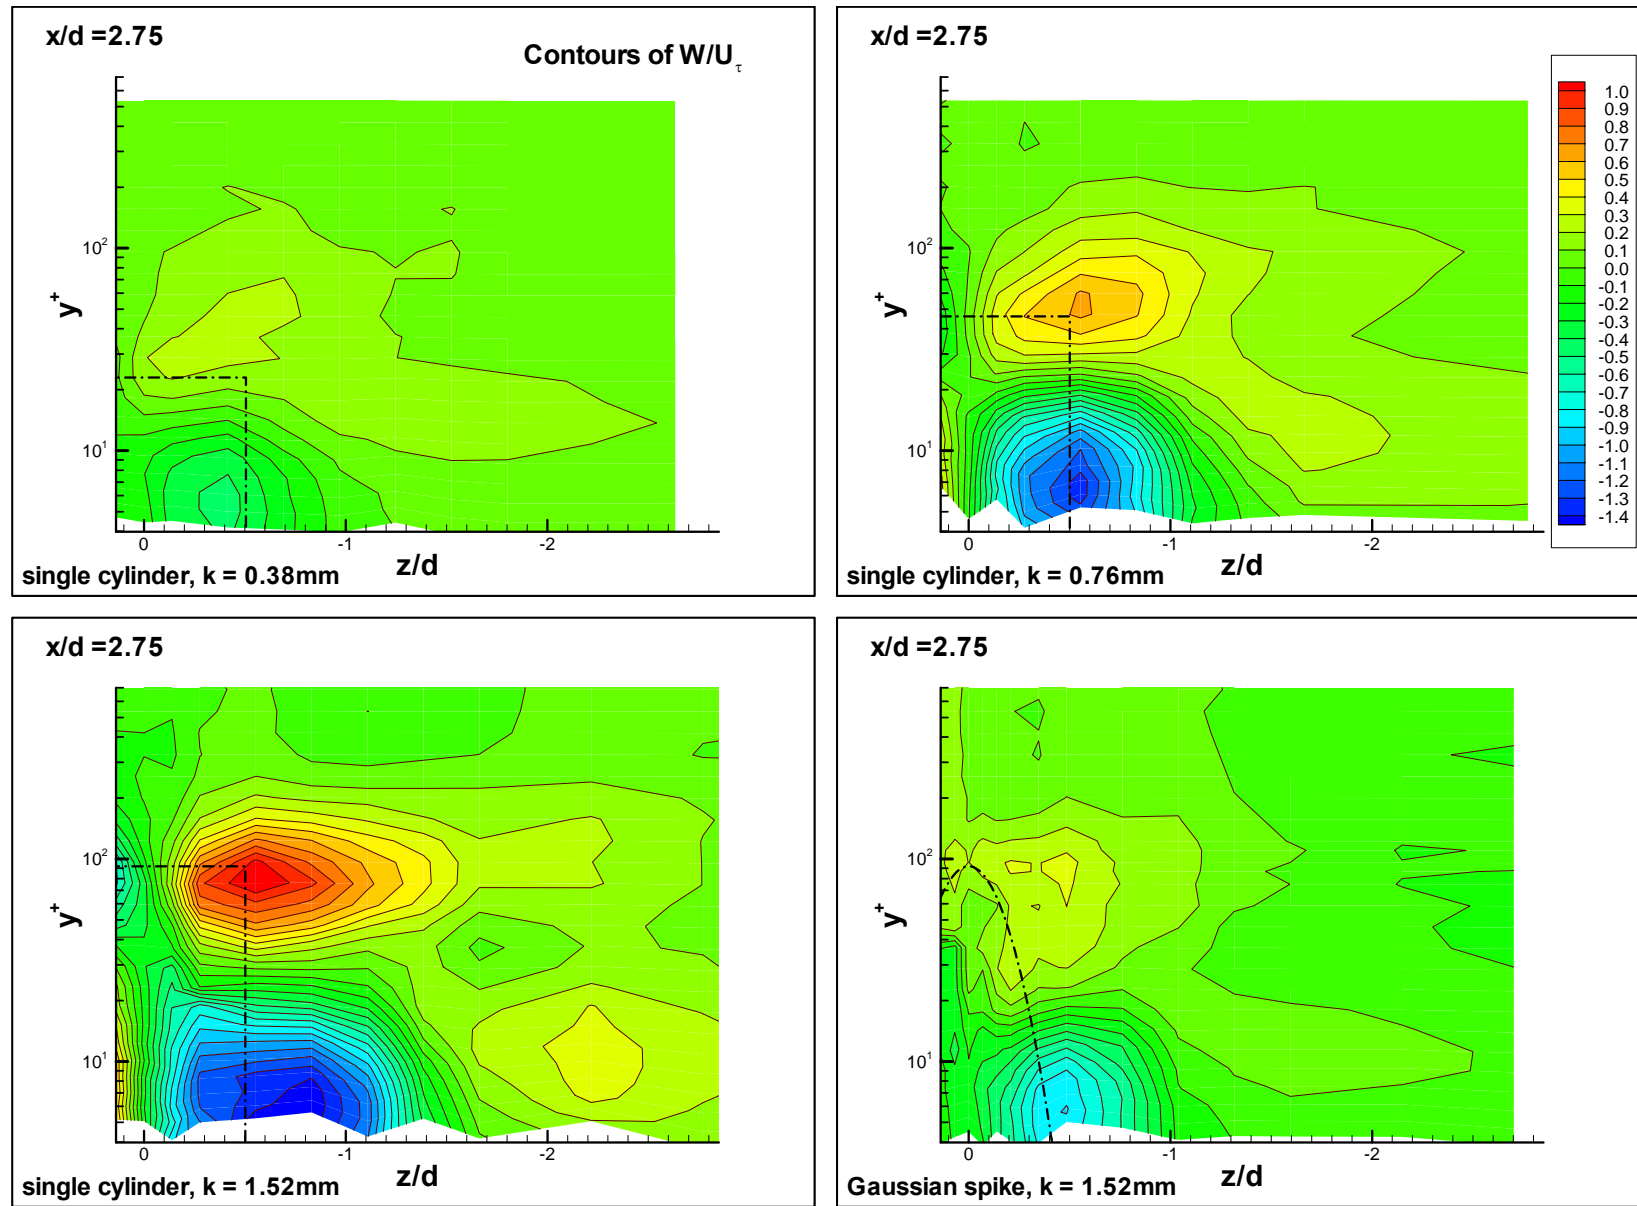 x/d =2.75
Contours of W/Uτ
10²
10¹
y⁺
0 -1 -2
z/d
single cylinder, k = 0.38mm
x/d =2.75
10²
10¹
y⁺
0 -1 -2
z/d
single cylinder, k = 0.76mm
1.0
0.9
0.8
0.7
0.6
0.5
0.4
0.3
0.2
0.1
0.0
-0.1
-0.2
-0.3
-0.4
-0.5
-0.6
-0.7
-0.8
-0.9
-1.0
-1.1
-1.2
-1.3
-1.4
x/d =2.75
10²
10¹
y⁺
0 -1 -2
z/d
single cylinder, k = 1.52mm
x/d =2.75
10²
10¹
y⁺
0 -1 -2
z/d
Gaussian spike, k = 1.52mm